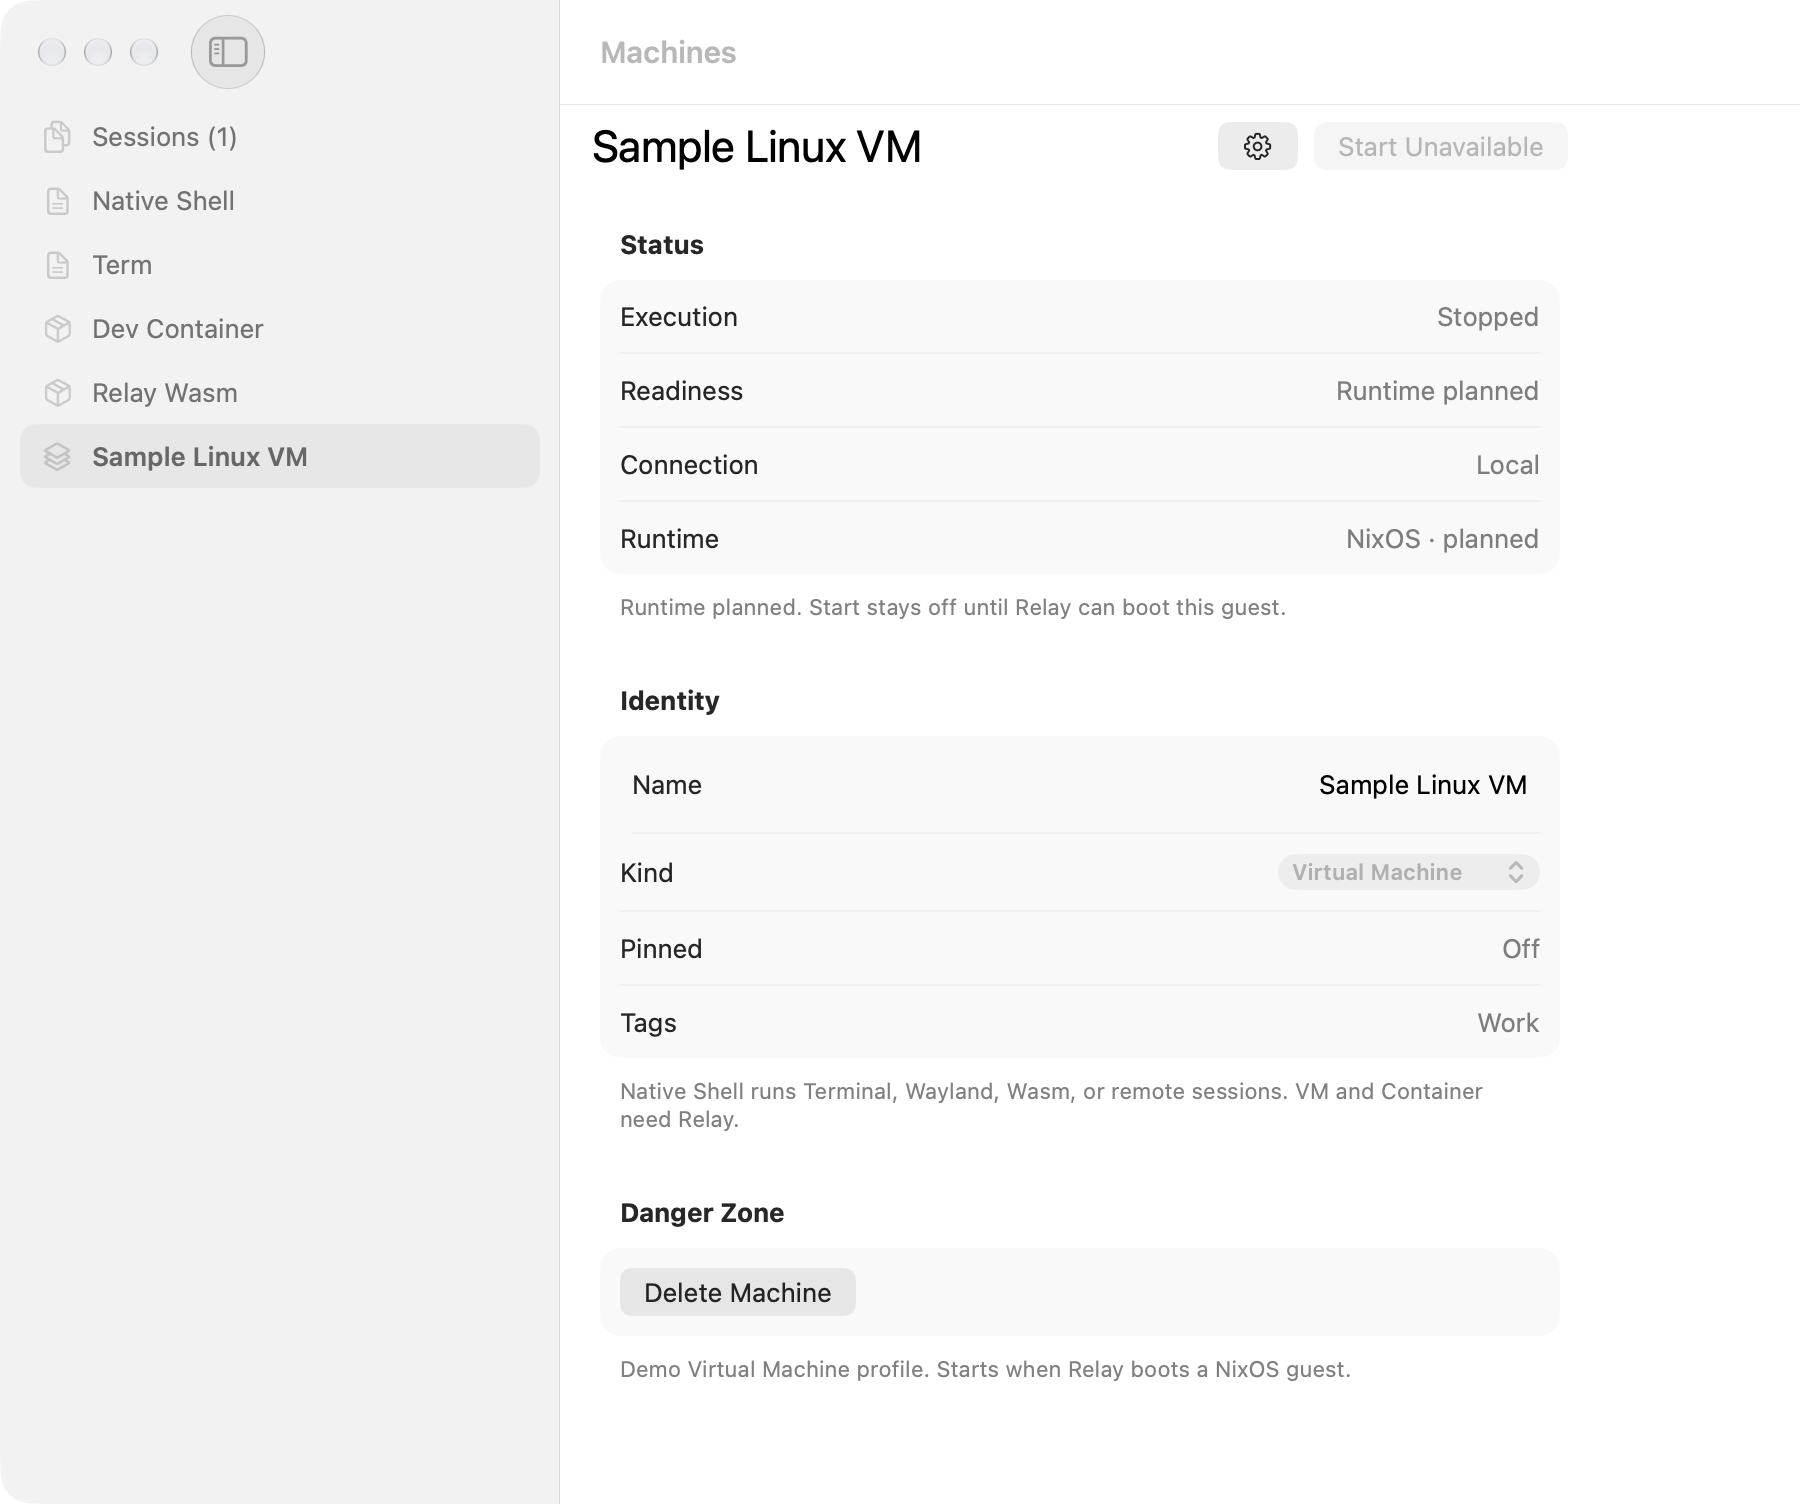 Machines
Sessions (1)
Native Shell
Term
Dev Container
Relay Wasm
Sample Linux VM
Sample Linux VM
Start Unavailable
Status
Execution Stopped
Readiness Runtime planned
Connection Local
Runtime NixOS · planned
Runtime planned. Start stays off until Relay can boot this guest.
Identity
Name Sample Linux VM
Kind Virtual Machine
Pinned Off
Tags Work
Native Shell runs Terminal, Wayland, Wasm, or remote sessions. VM and Container
need Relay.
Danger Zone
Delete Machine
Demo Virtual Machine profile. Starts when Relay boots a NixOS guest.